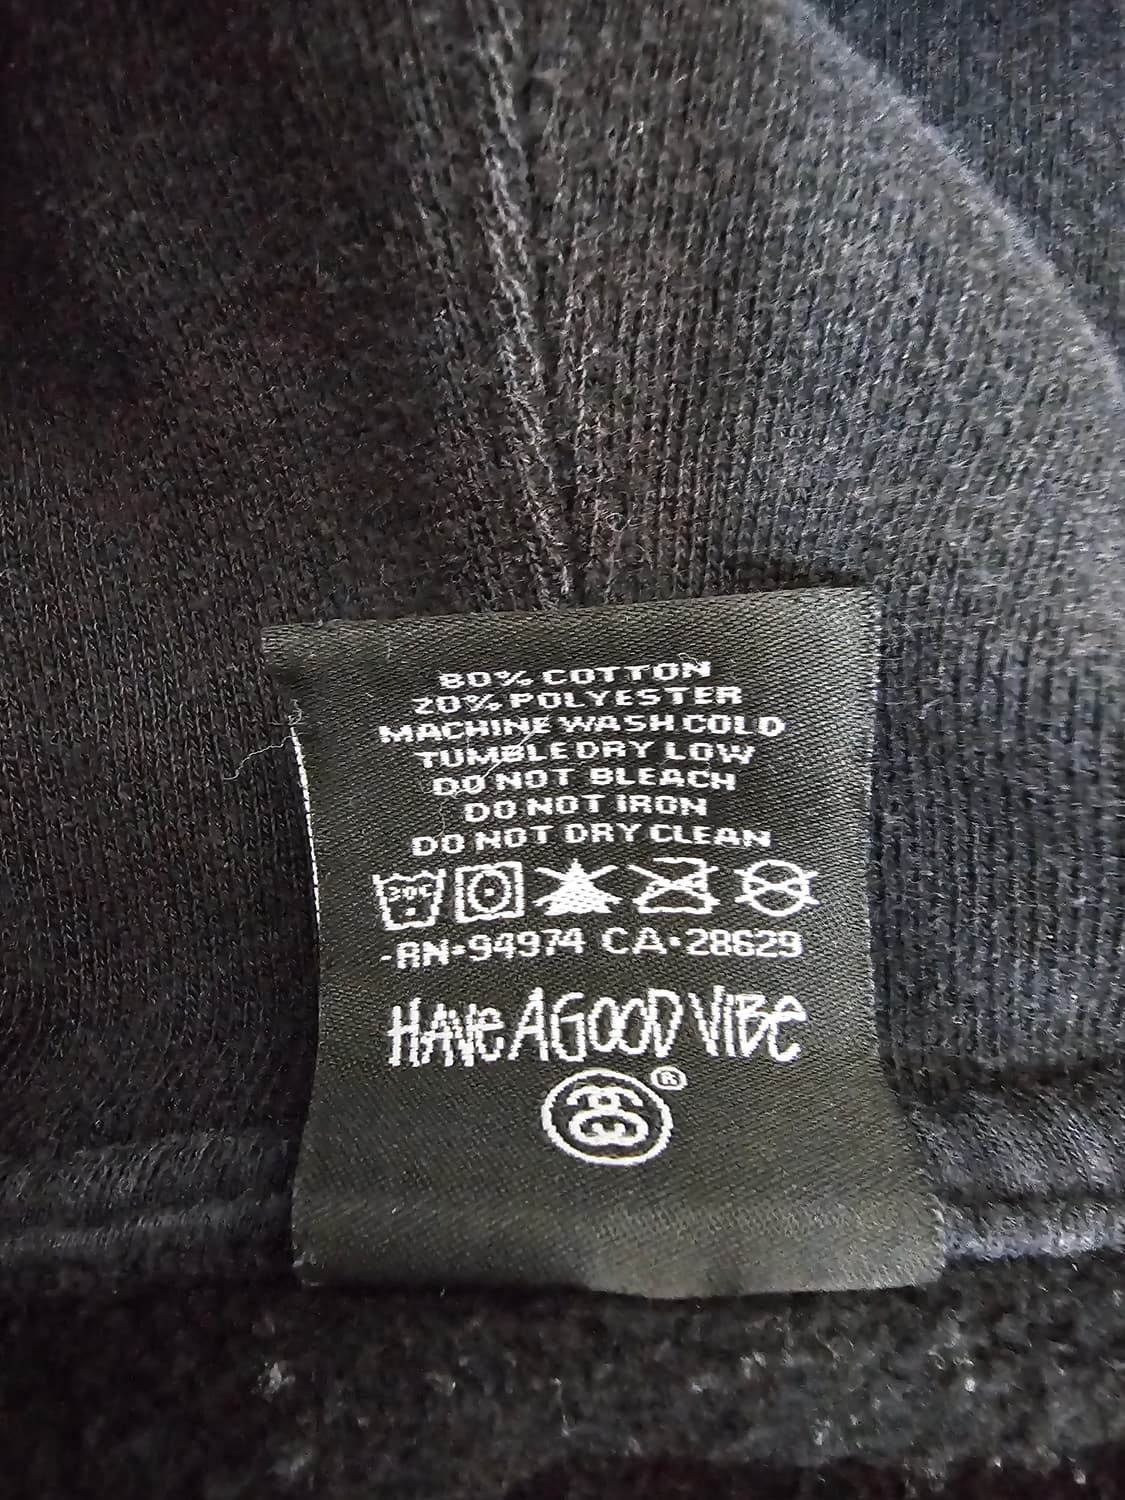 80% COTTON
20% POLYESTER
MACHINE WASH COLD
TUMBLE DRY LOW
DO NOT BLEACH
DO NOT IRON
DO NOT DRY CLEAN
20C
-RN•94974 CA•28629
HAVE A GOOD VIBE
®